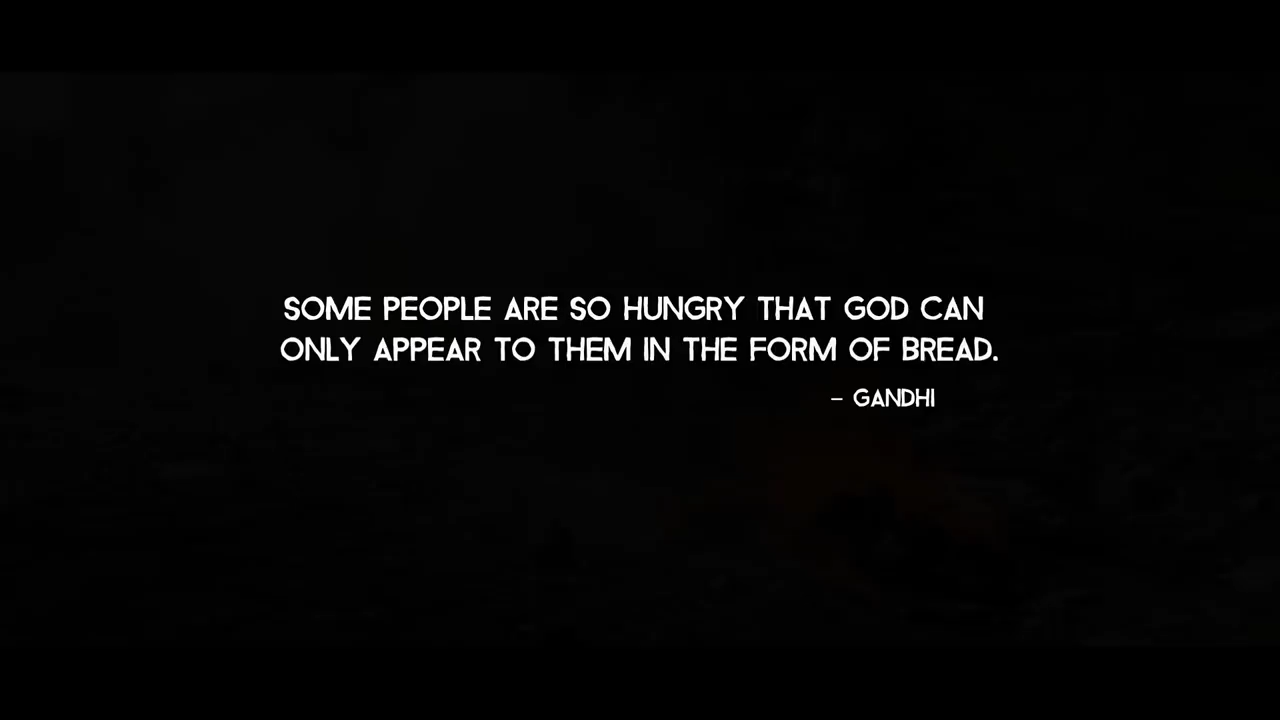 SOME PEOPLE ARE SO HUNGRY THAT GOD CAN
ONLY APPEAR TO THEM IN THE FORM OF BREAD.
– GANDHI